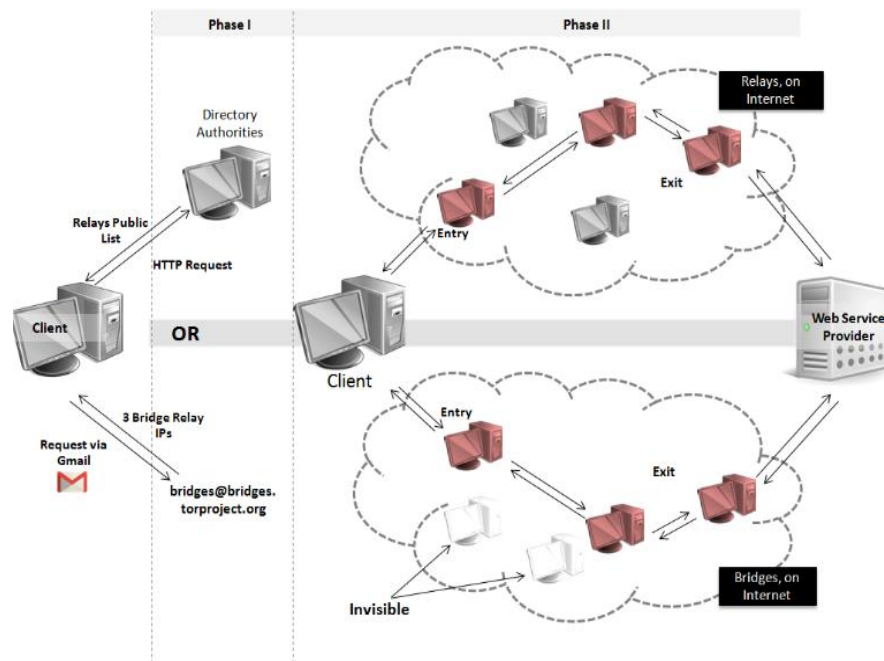 Phase I
Phase II
Directory
Authorities
Relays, on
Internet
Exit
Entry
Relays Public
List
HTTP Request
Client
OR
Client
Web Service
Provider
3 Bridge Relay
IPs
Request via
Gmail
bridges@bridges.
torproject.org
Entry
Exit
Invisible
Bridges, on
Internet